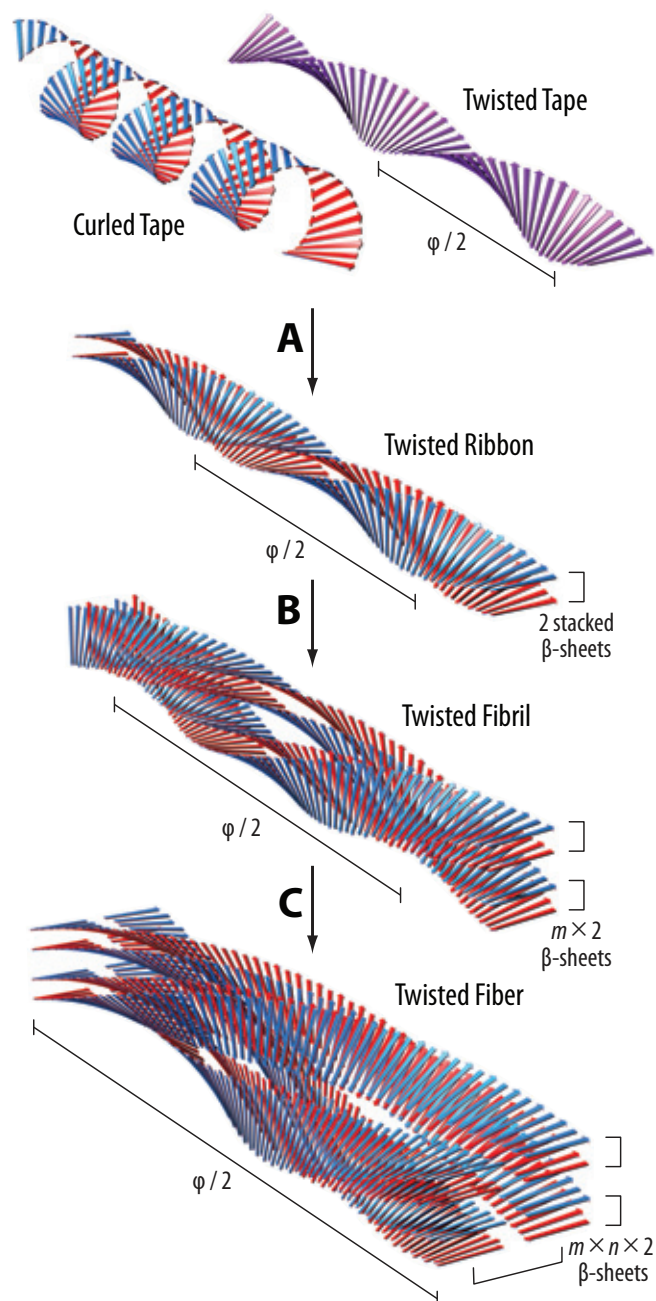 Twisted Tape
Curled Tape
φ / 2
A
Twisted Ribbon
φ / 2
2 stacked
β-sheets
B
Twisted Fibril
φ / 2
m × 2
β-sheets
C
Twisted Fiber
φ / 2
m × n × 2
β-sheets